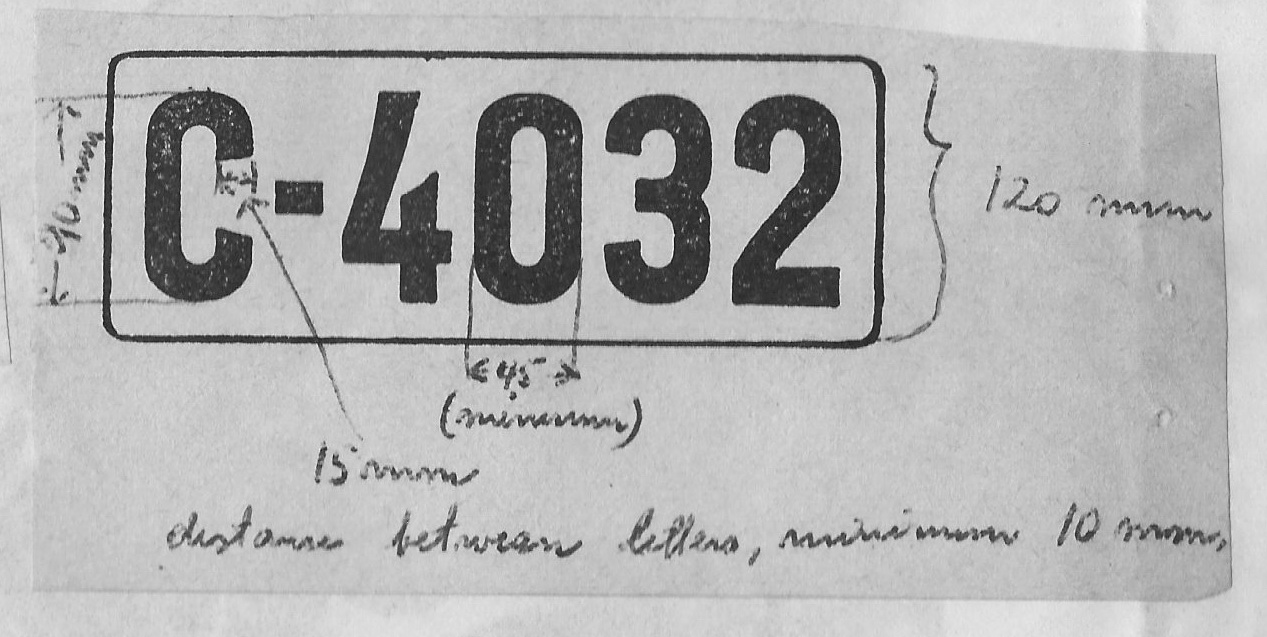 C-4032
90 mm
120 mm
45
(minimum)
15 mm
distance between letters, minimum 10 mm.